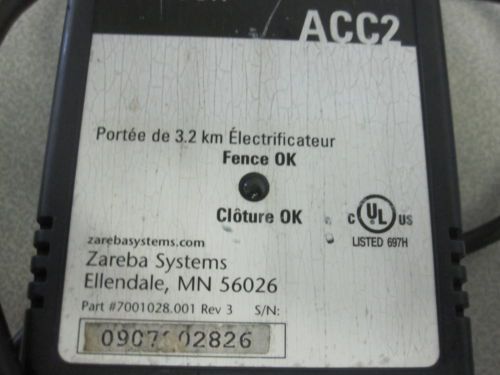 ACC2
Portée de 3.2 km Électrificateur
Fence OK
Clôture OK
C UL US
LISTED 697H
zarebasystems.com
Zareba Systems
Ellendale, MN 56026
Part #7001028.001 Rev 3 S/N: